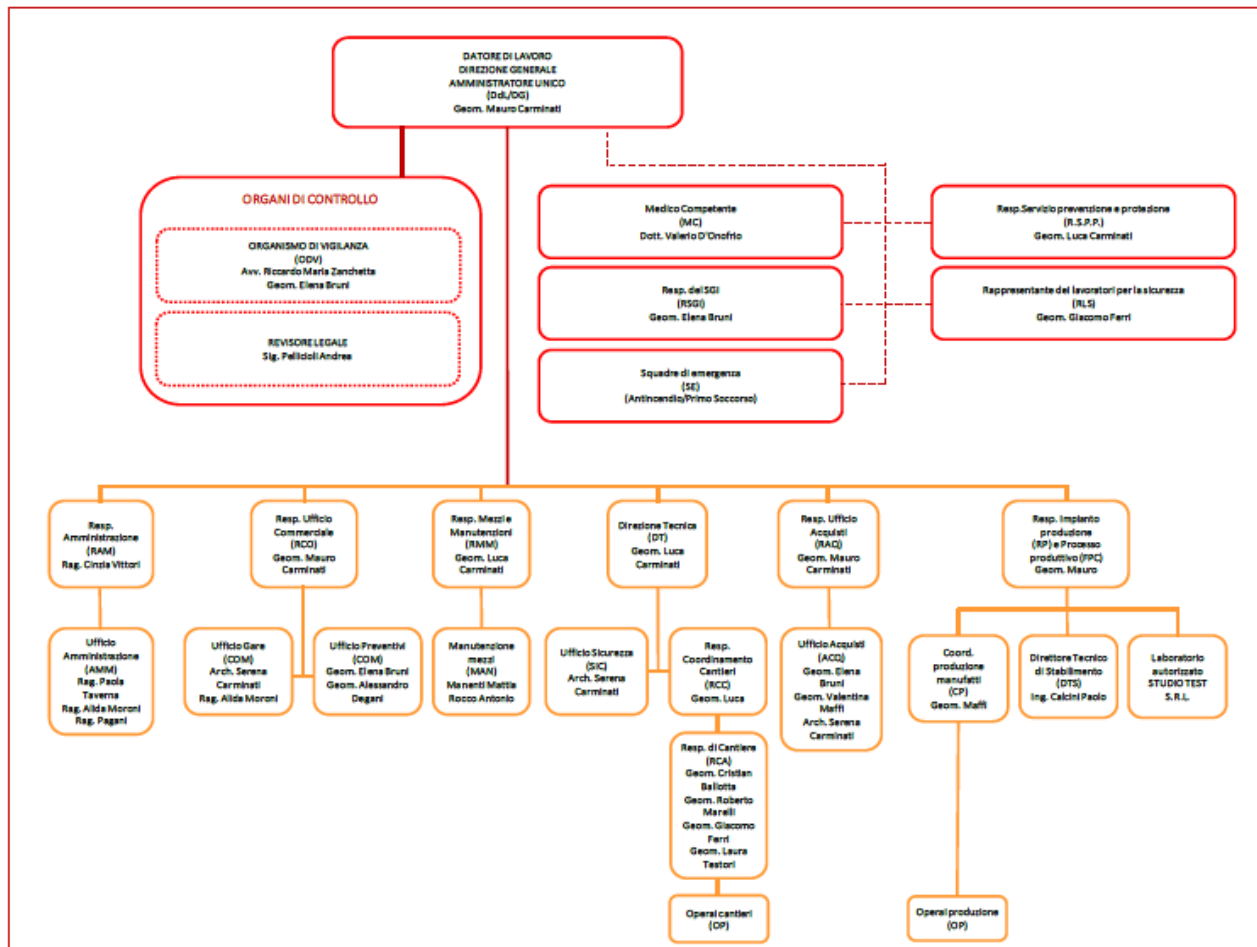 DATORE DI LAVORO
DIREZIONE GENERALE
AMMINISTRATORE UNICO
(DdL/DG)
Geom. Mauro Carminati
ORGANI DI CONTROLLO
ORGANISMO DI VIGILANZA
(ODV)
Avv. Riccardo Maria Zanchetta
Geom. Elena Bruni
REVISORE LEGALE
Sig. Pellicioli Andrea
Medico Competente
(MC)
Dott. Valerio D'Onofrio
Resp.Servizio prevenzione e protezione
(R.S.P.P.)
Geom. Luca Carminati
Resp. del SGI
(RSGI)
Geom. Elena Bruni
Rappresentante dei lavoratori per la sicurezza
(RLS)
Geom. Giacomo Ferri
Squadre di emergenza
(SE)
(Antincendio/Primo Soccorso)
Resp.
Amministrazione
(RAM)
Rag. Cinzia Vittori
Resp. Ufficio
Commerciale
(RCO)
Geom. Mauro
Carminati
Resp. Mezzi e
Manutenzioni
(RMM)
Geom. Luca
Carminati
Direzione Tecnica
(DT)
Geom. Luca
Carminati
Resp. Ufficio
Acquisti
(RAQ)
Geom. Mauro
Carminati
Resp. Impianto
produzione
(RP) e Processo
produttivo (FPC)
Geom. Mauro
Ufficio
Amministrazione
(AMM)
Rag. Paola
Taverna
Rag. Alida Moroni
Rag. Pagani
Ufficio Gare
(COM)
Arch. Serena
Carminati
Rag. Alida Moroni
Ufficio Preventivi
(COM)
Geom. Elena Bruni
Geom. Alessandro
Degani
Manutenzione
mezzi
(MAN)
Manenti Mattia
Rocco Antonio
Ufficio Sicurezza
(SIC)
Arch. Serena
Carminati
Resp.
Coordinamento
Cantieri
(RCC)
Geom. Luca
Ufficio Acquisti
(ACQ)
Geom. Elena
Bruni
Geom. Valentina
Maffi
Arch. Serena
Carminati
Coord.
produzione
manufatti
(CP)
Geom. Maffi
Direttore Tecnico
di Stabilimento
(DTS)
Ing. Calcini Paolo
Laboratorio
autorizzato
STUDIO TEST
S.R.L.
Resp. di Cantiere
(RCA)
Geom. Cristian
Ballotta
Geom. Roberto
Marelli
Geom. Giacomo
Ferri
Geom. Laura
Testori
Operai cantieri
(OP)
Operai produzione
(OP)